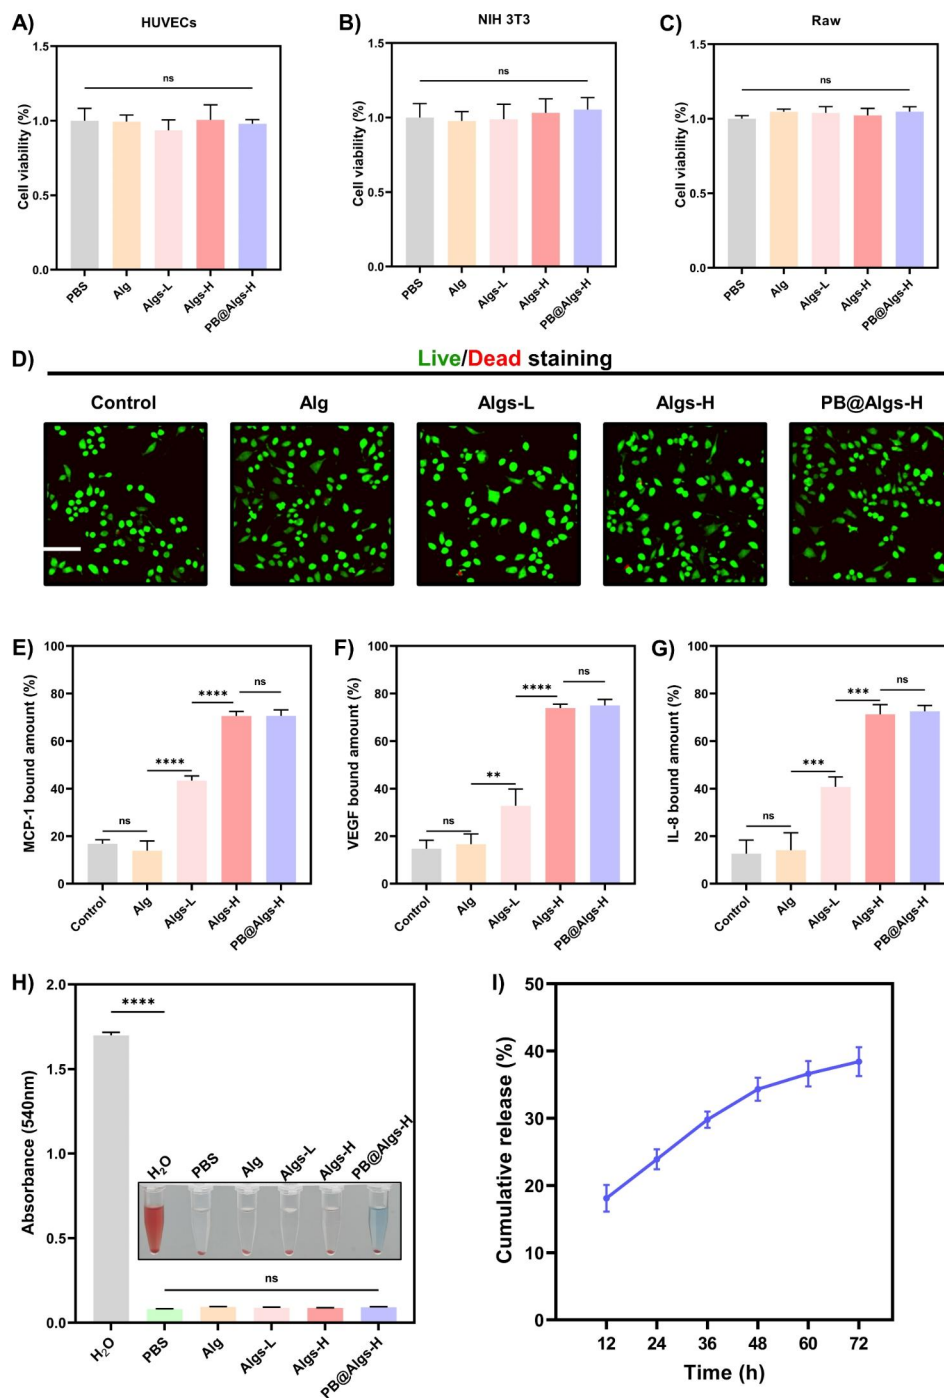 A)
HUVECs
Cell viability (%)
1.5
1.0
0.5
0.0
ns
PBS
Alg
Algs-L
Algs-H
PB@Algs-H
B)
NIH 3T3
Cell viability (%)
1.5
1.0
0.5
0.0
ns
PBS
Alg
Algs-L
Algs-H
PB@Algs-H
C)
Raw
Cell viability (%)
1.5
1.0
0.5
0.0
ns
PBS
Alg
Algs-L
Algs-H
PB@Algs-H
D)
Live/Dead staining
Control
Alg
Algs-L
Algs-H
PB@Algs-H
E)
MCP-1 bound amount (%)
100
80
60
40
20
0
ns
****
****
ns
Control
Alg
Algs-L
Algs-H
PB@Algs-H
F)
VEGF bound amount (%)
100
80
60
40
20
0
ns
**
****
ns
Control
Alg
Algs-L
Algs-H
PB@Algs-H
G)
IL-8 bound amount (%)
100
80
60
40
20
0
ns
***
***
ns
Control
Alg
Algs-L
Algs-H
PB@Algs-H
H)
Absorbance (540nm)
2.0
1.5
1.0
0.5
0.0
****
H₂O
PBS
Alg
Algs-L
Algs-H
PB@Algs-H
ns
H₂O
PBS
Alg
Algs-L
Algs-H
PB@Algs-H
I)
Cumulative release (%)
50
40
30
20
10
0
12
24
36
48
60
72
Time (h)